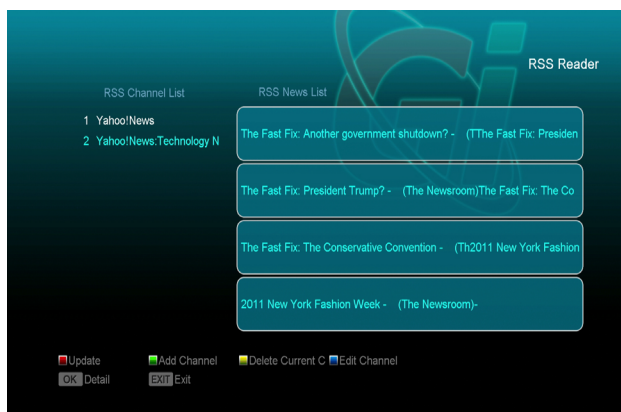 RSS Reader
RSS Channel List
RSS News List
1 Yahoo!News
2 Yahoo!News:Technology N
The Fast Fix: Another government shutdown? - (TThe Fast Fix: Presiden
The Fast Fix: President Trump? - (The Newsroom)The Fast Fix: The Co
The Fast Fix: The Conservative Convention - (Th2011 New York Fashion
2011 New York Fashion Week - (The Newsroom)-
Update Add Channel Delete Current C Edit Channel
OK Detail EXIT Exit